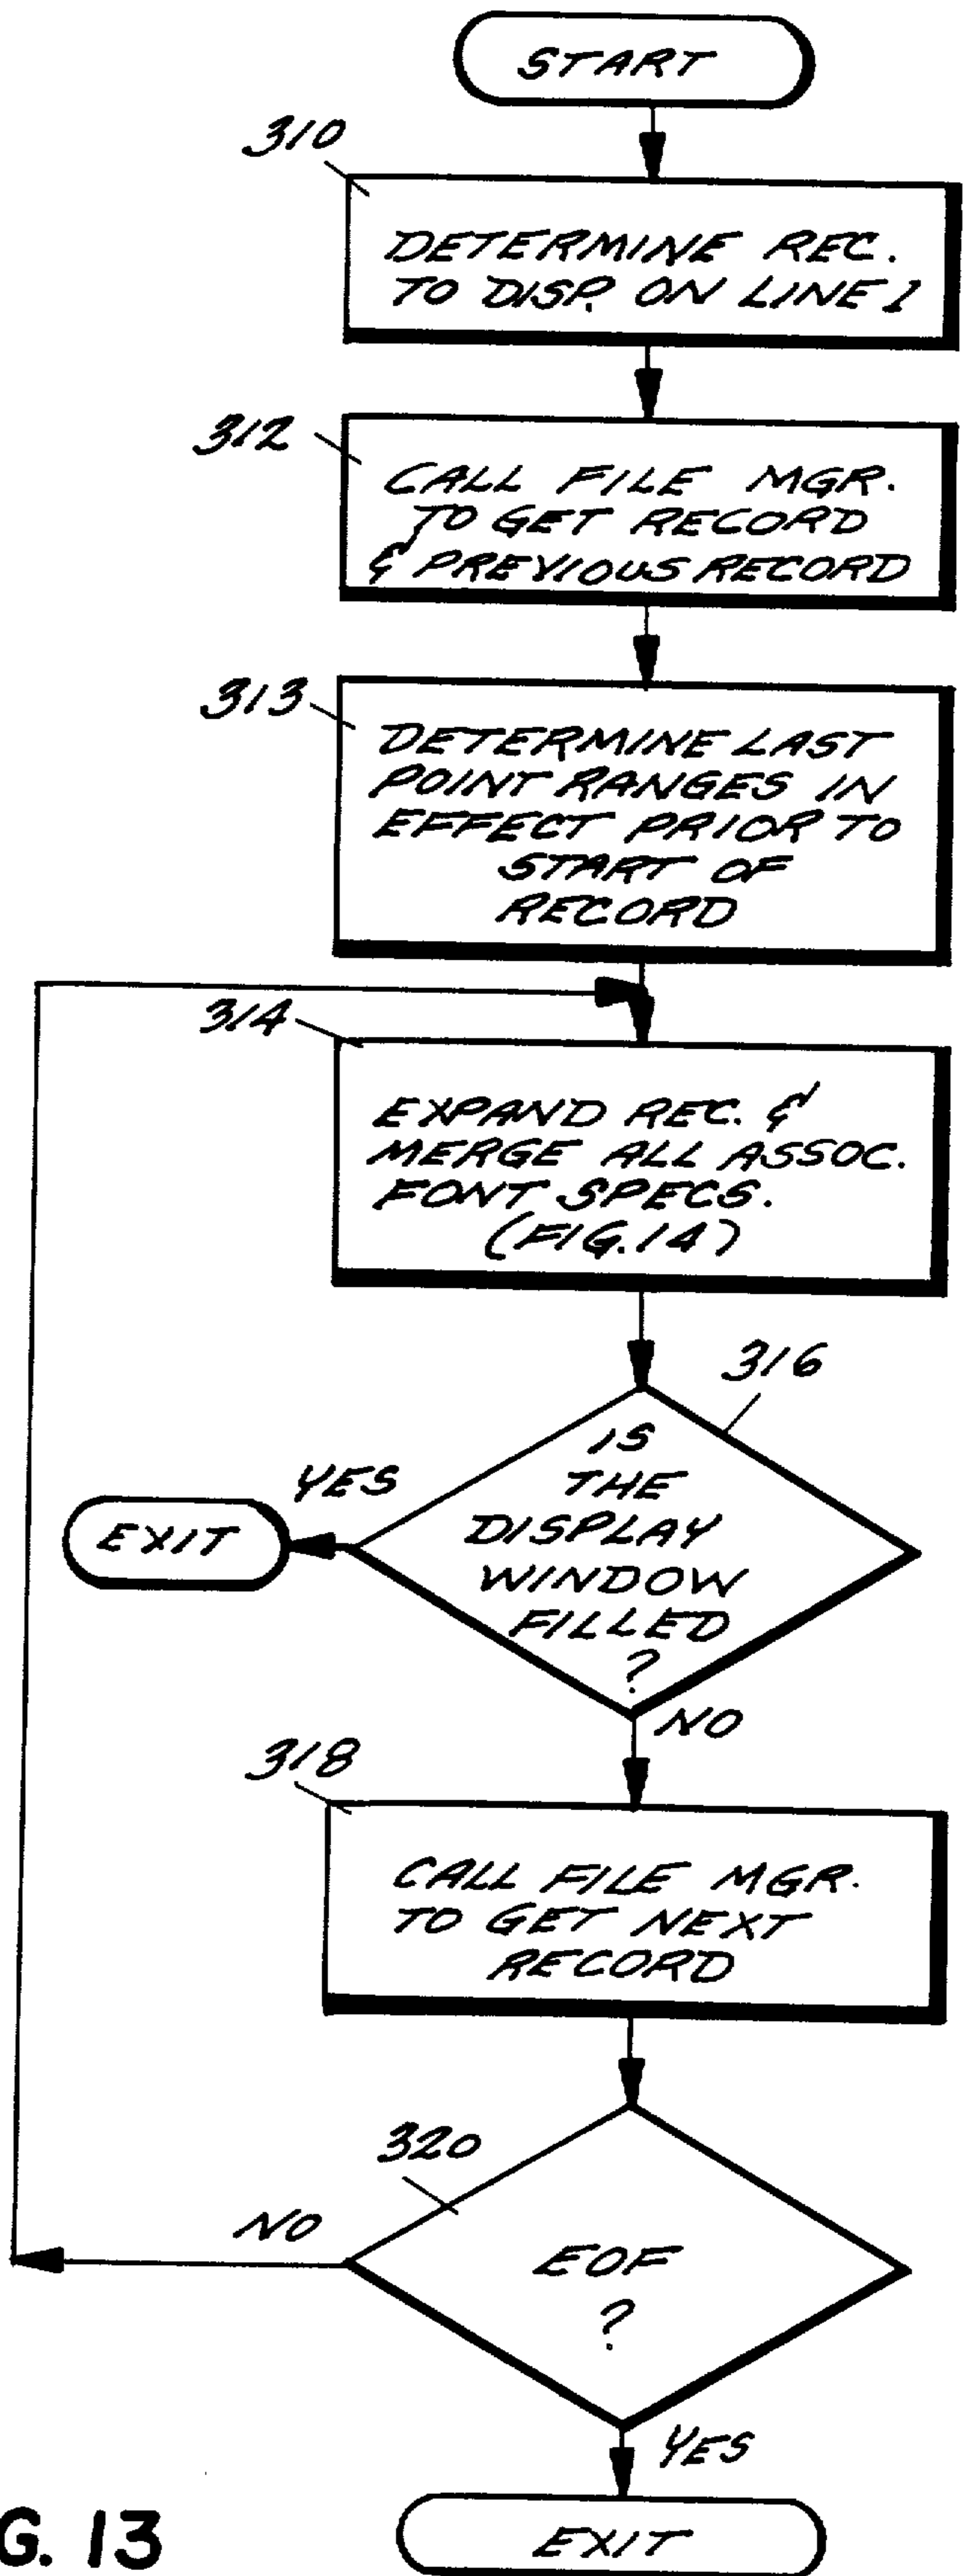 START
310
DETERMINE REC.
TO DISP. ON LINE 1
312
CALL FILE MGR.
TO GET RECORD
& PREVIOUS RECORD
313
DETERMINE LAST
POINT RANGES IN
EFFECT PRIOR TO
START OF
RECORD
314
EXPAND REC. &
MERGE ALL ASSOC.
FONT SPECS.
(FIG. 14)
316
IS
THE
DISPLAY
WINDOW
FILLED
?
YES
EXIT
NO
318
CALL FILE MGR.
TO GET NEXT
RECORD
320
NO
EOF
?
YES
EXIT
G. 13